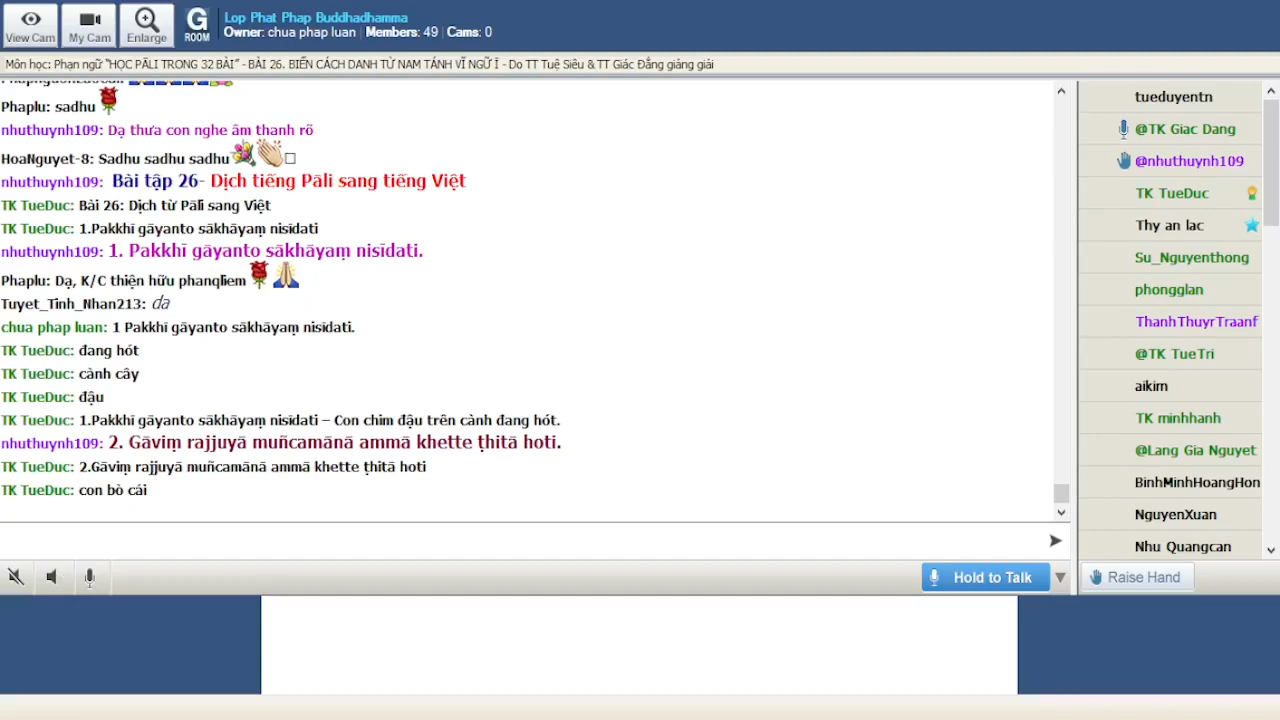 View Cam
My Cam
Enlarge
G
ROOM
Lop Phat Phap Buddhadhamma
Owner: chua phap luan | Members: 49 | Cams: 0
Môn học: Phạn ngữ “HỌC PĀLI TRONG 32 BÀI” - BÀI 26. BIẾN CÁCH DANH TỪ NAM TÁNH VĨ NGỮ Ī - Do TT Tuệ Siêu & TT Giác Đẳng giảng giải
Phaplu: sadhu
nhuthuynh109: Dạ thưa con nghe âm thanh rõ
HoaNguyet-8: Sadhu sadhu sadhu
nhuthuynh109: Bài tập 26- Dịch tiếng Pāli sang tiếng Việt
TK TueDuc: Bài 26: Dịch từ Pāli sang Việt
TK TueDuc: 1.Pakkhī gāyanto sākhāyaṃ nisīdati
nhuthuynh109: 1. Pakkhī gāyanto sākhāyaṃ nisīdati.
Phaplu: Dạ, K/C thiện hữu phanqliem
Tuyet_Tinh_Nhan213: da
chua phap luan: 1 Pakkhī gāyanto sākhāyaṃ nisīdati.
TK TueDuc: đang hót
TK TueDuc: cành cây
TK TueDuc: đậu
TK TueDuc: 1.Pakkhī gāyanto sākhāyaṃ nisīdati – Con chim đậu trên cành đang hót.
nhuthuynh109: 2. Gāviṃ rajjuyā muñcamānā ammā khette ṭhitā hoti.
TK TueDuc: 2.Gāviṃ rajjuyā muñcamānā ammā khette ṭhitā hoti
TK TueDuc: con bò cái
Hold to Talk
tueduyentn
@TK Giac Dang
@nhuthuynh109
TK TueDuc
Thy an lac
Su_Nguyenthong
phongglan
ThanhThuyrTraanf
@TK TueTri
aikim
TK minhhanh
@Lang Gia Nguyet
BinhMinhHoangHon
NguyenXuan
Nhu Quangcan
Raise Hand